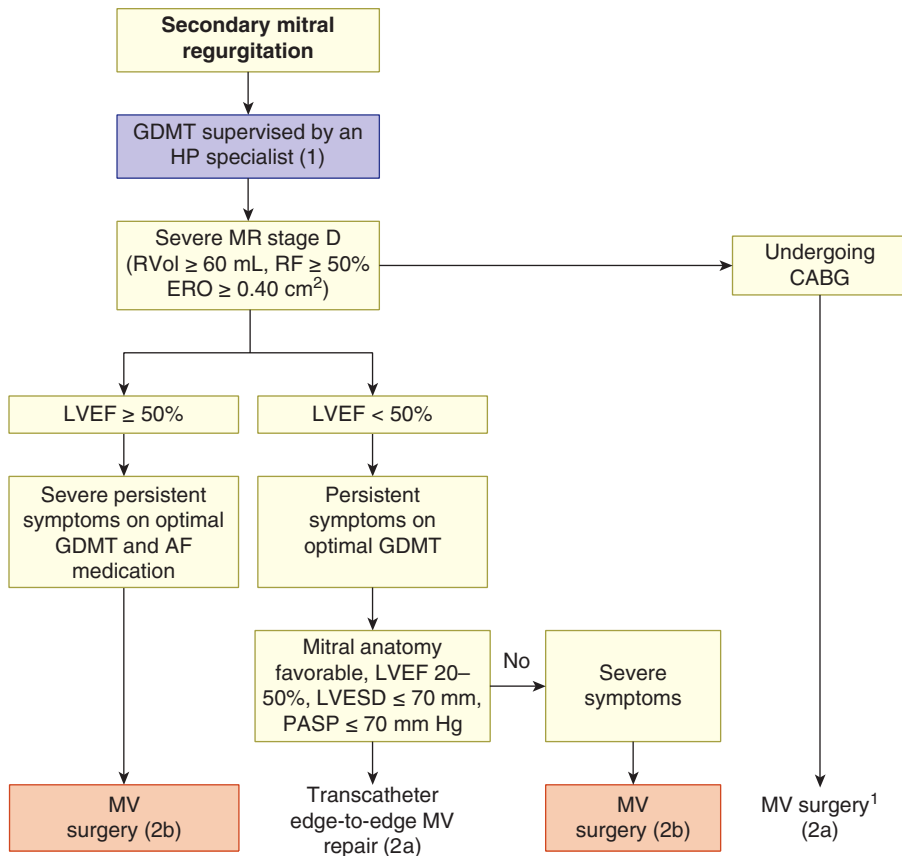 Secondary mitral
regurgitation
GDMT supervised by an
HP specialist (1)
Severe MR stage D
(RVol ≥ 60 mL, RF ≥ 50%
ERO ≥ 0.40 cm²)
Undergoing
CABG
LVEF ≥ 50%
LVEF < 50%
Severe persistent
symptoms on optimal
GDMT and AF
medication
Persistent
symptoms on
optimal GDMT
Mitral anatomy
favorable, LVEF 20–
50%, LVESD ≤ 70 mm,
PASP ≤ 70 mm Hg
No
Severe
symptoms
MV
surgery (2b)
Transcatheter
edge-to-edge MV
repair (2a)
MV
surgery (2b)
MV surgery¹
(2a)